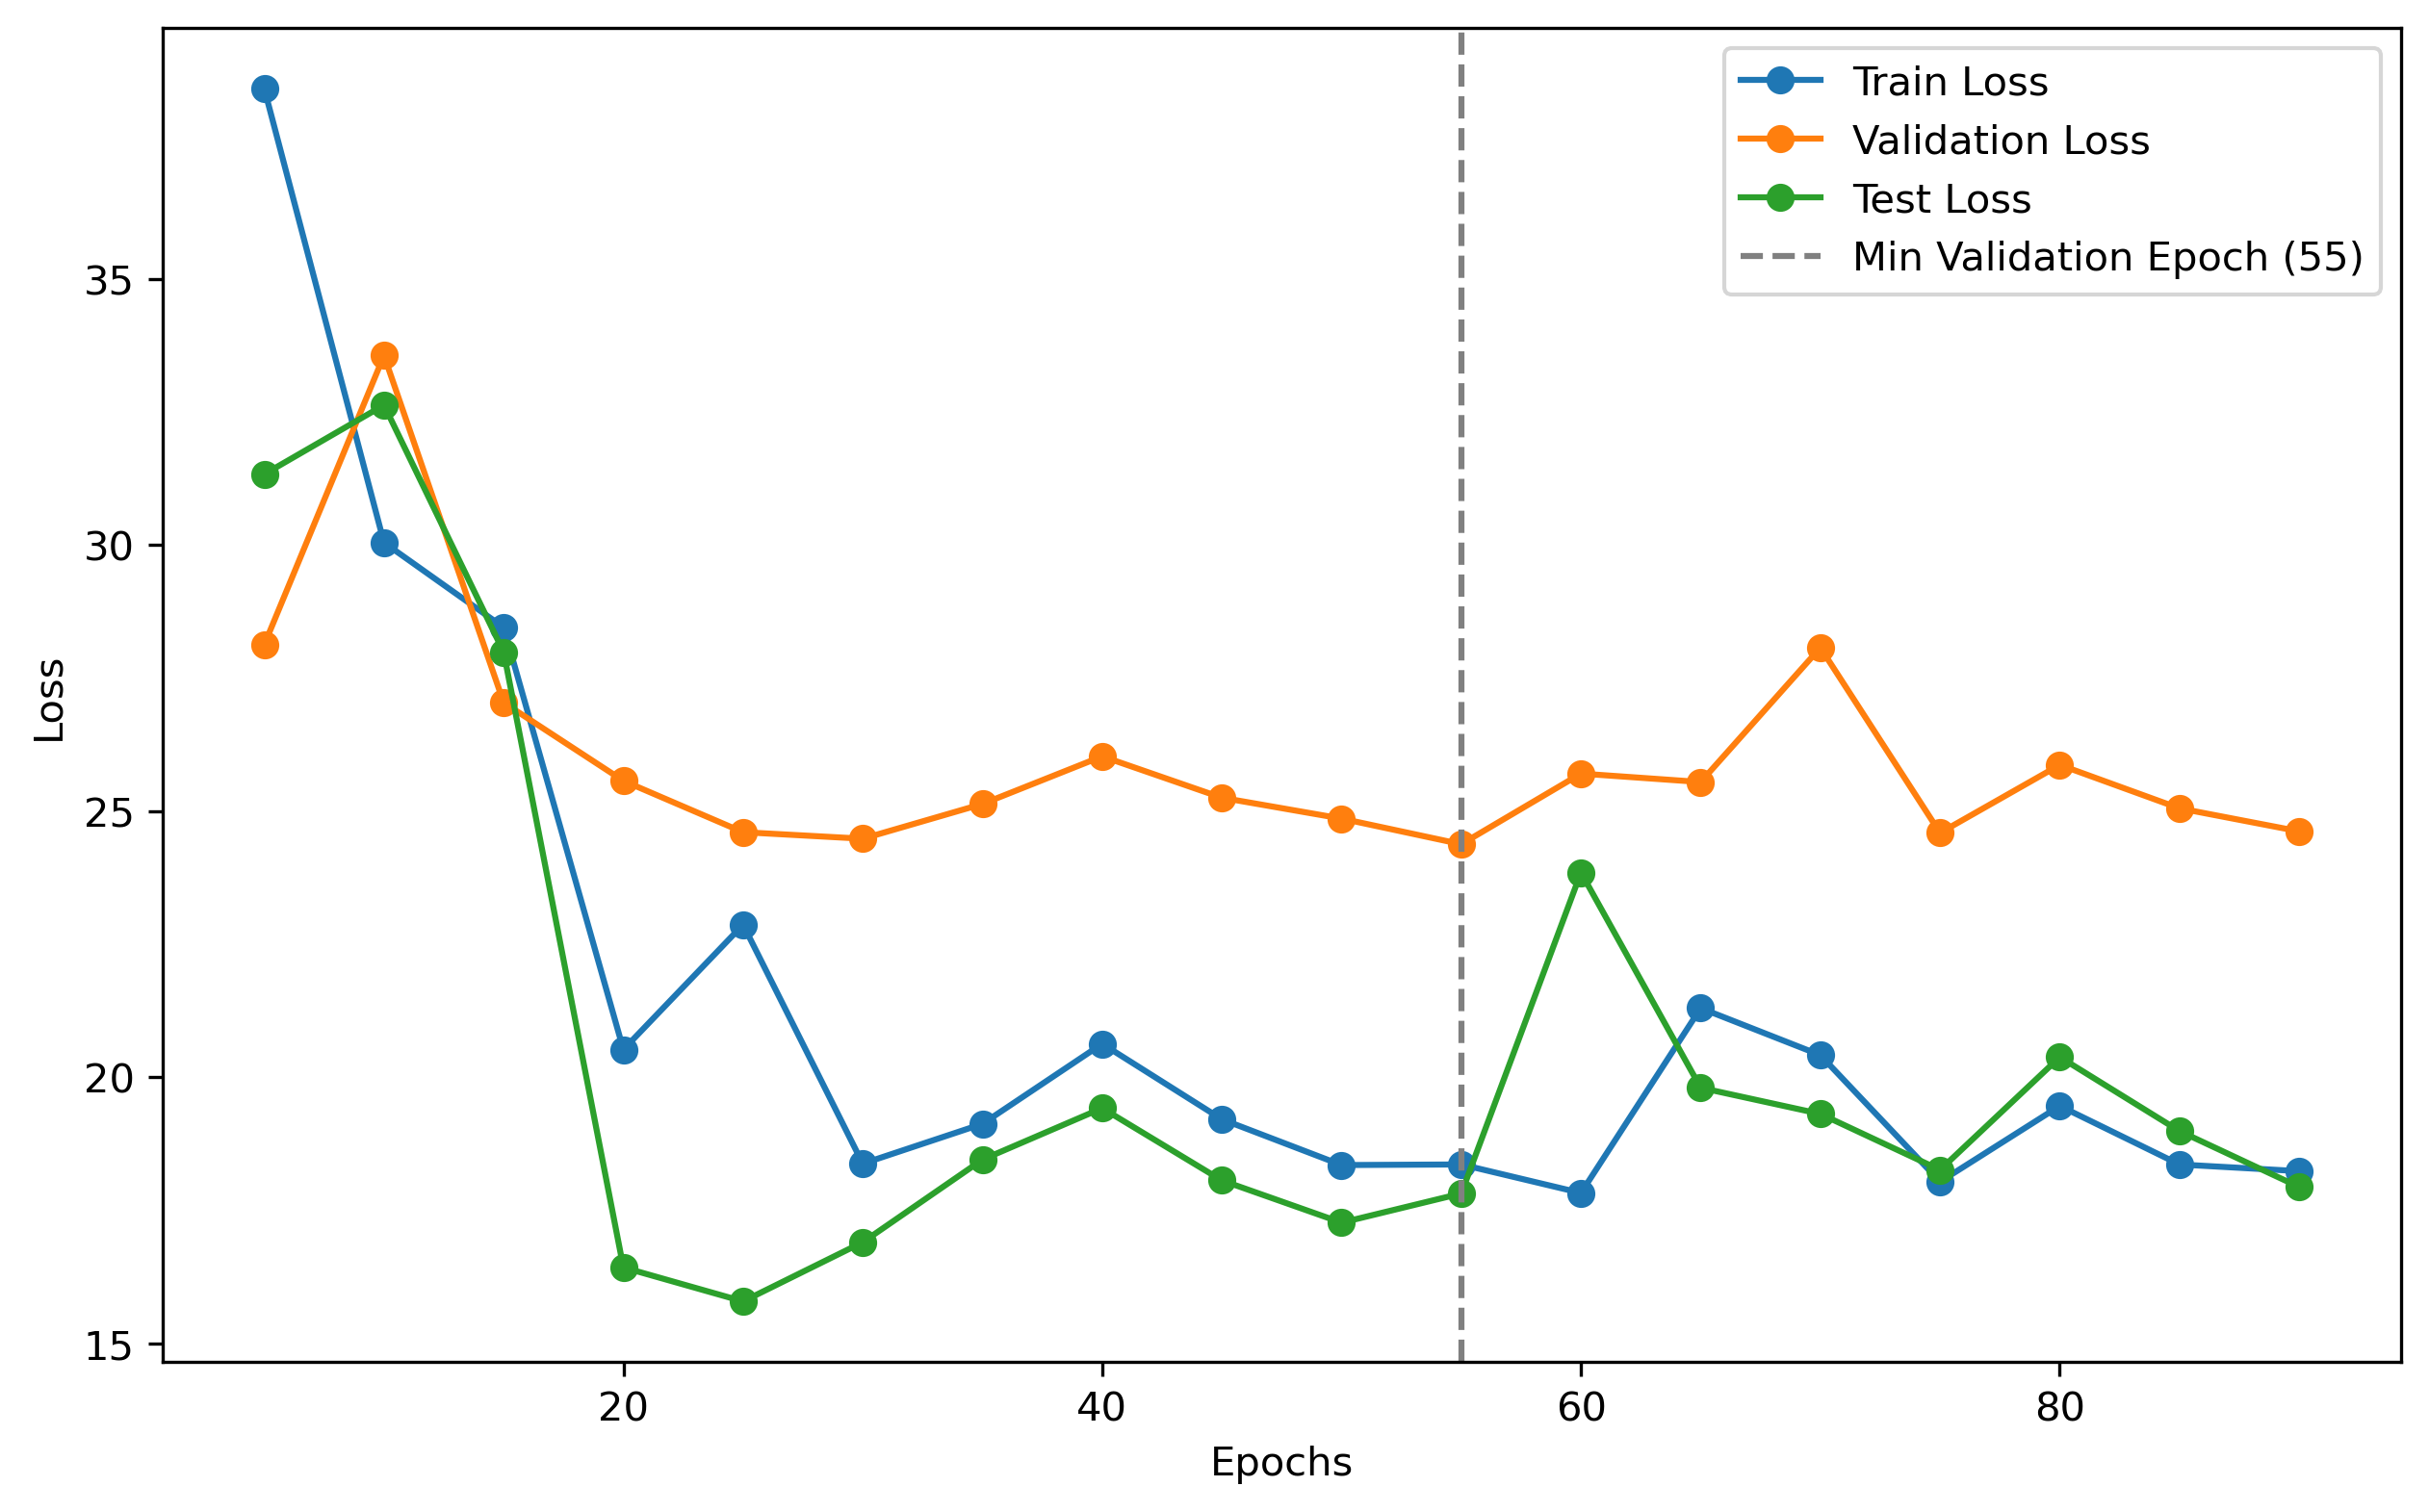 Train Loss
Validation Loss
Test Loss
Min Validation Epoch (55)
35
30
25
20
15
Loss
20 40 60 80
Epochs